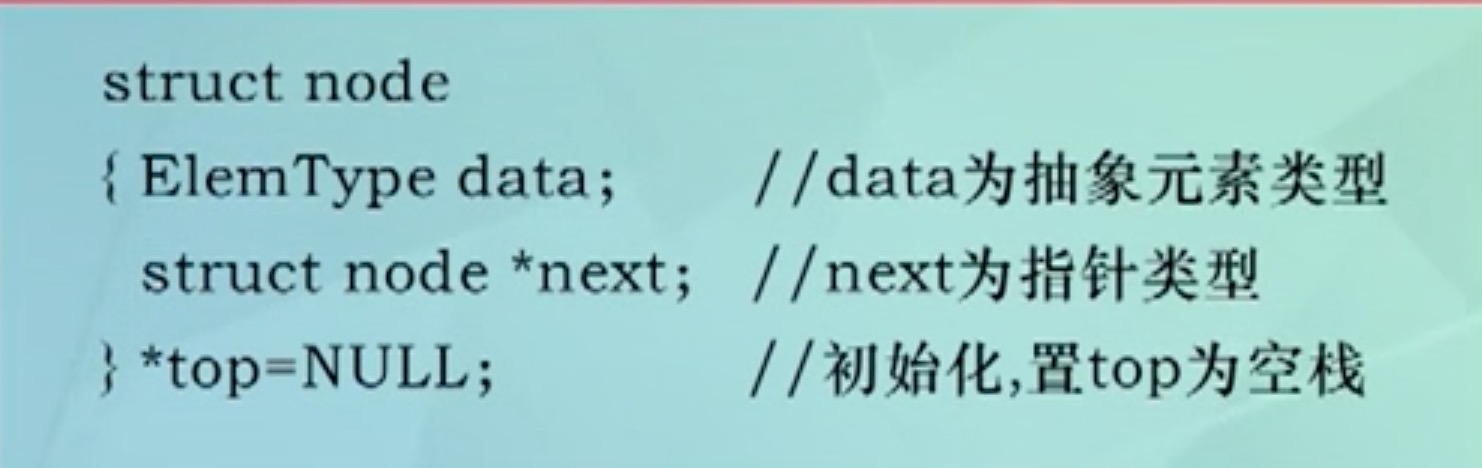 struct node
{ ElemType data; //data为抽象元素类型
struct node *next; //next为指针类型
} *top=NULL; //初始化,置top为空栈